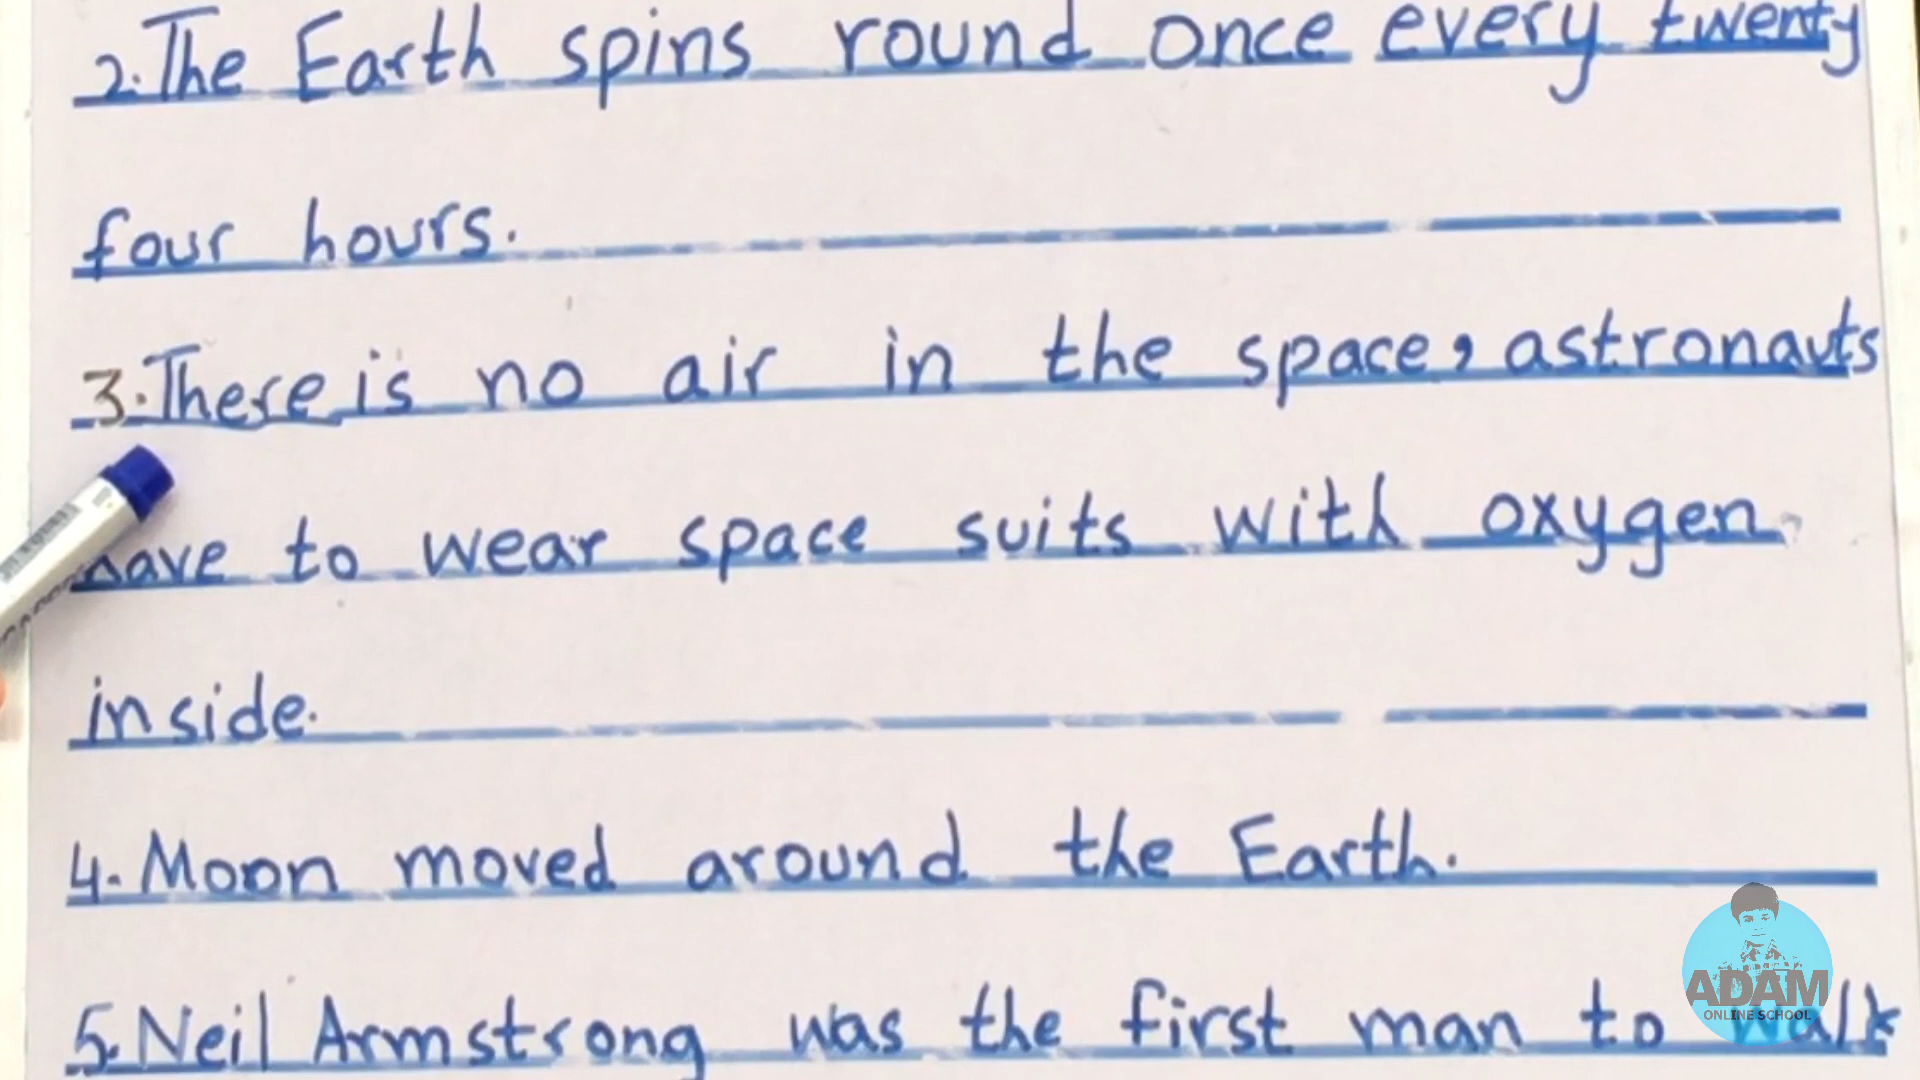 2. The Earth spins round once every twenty
four hours.
3. There is no air in the space, astronauts
have to wear space suits with oxygen
inside.
4. Moon moved around the Earth.
5. Neil Armstrong was the first man to walk
ADAM
ONLINE SCHOOL